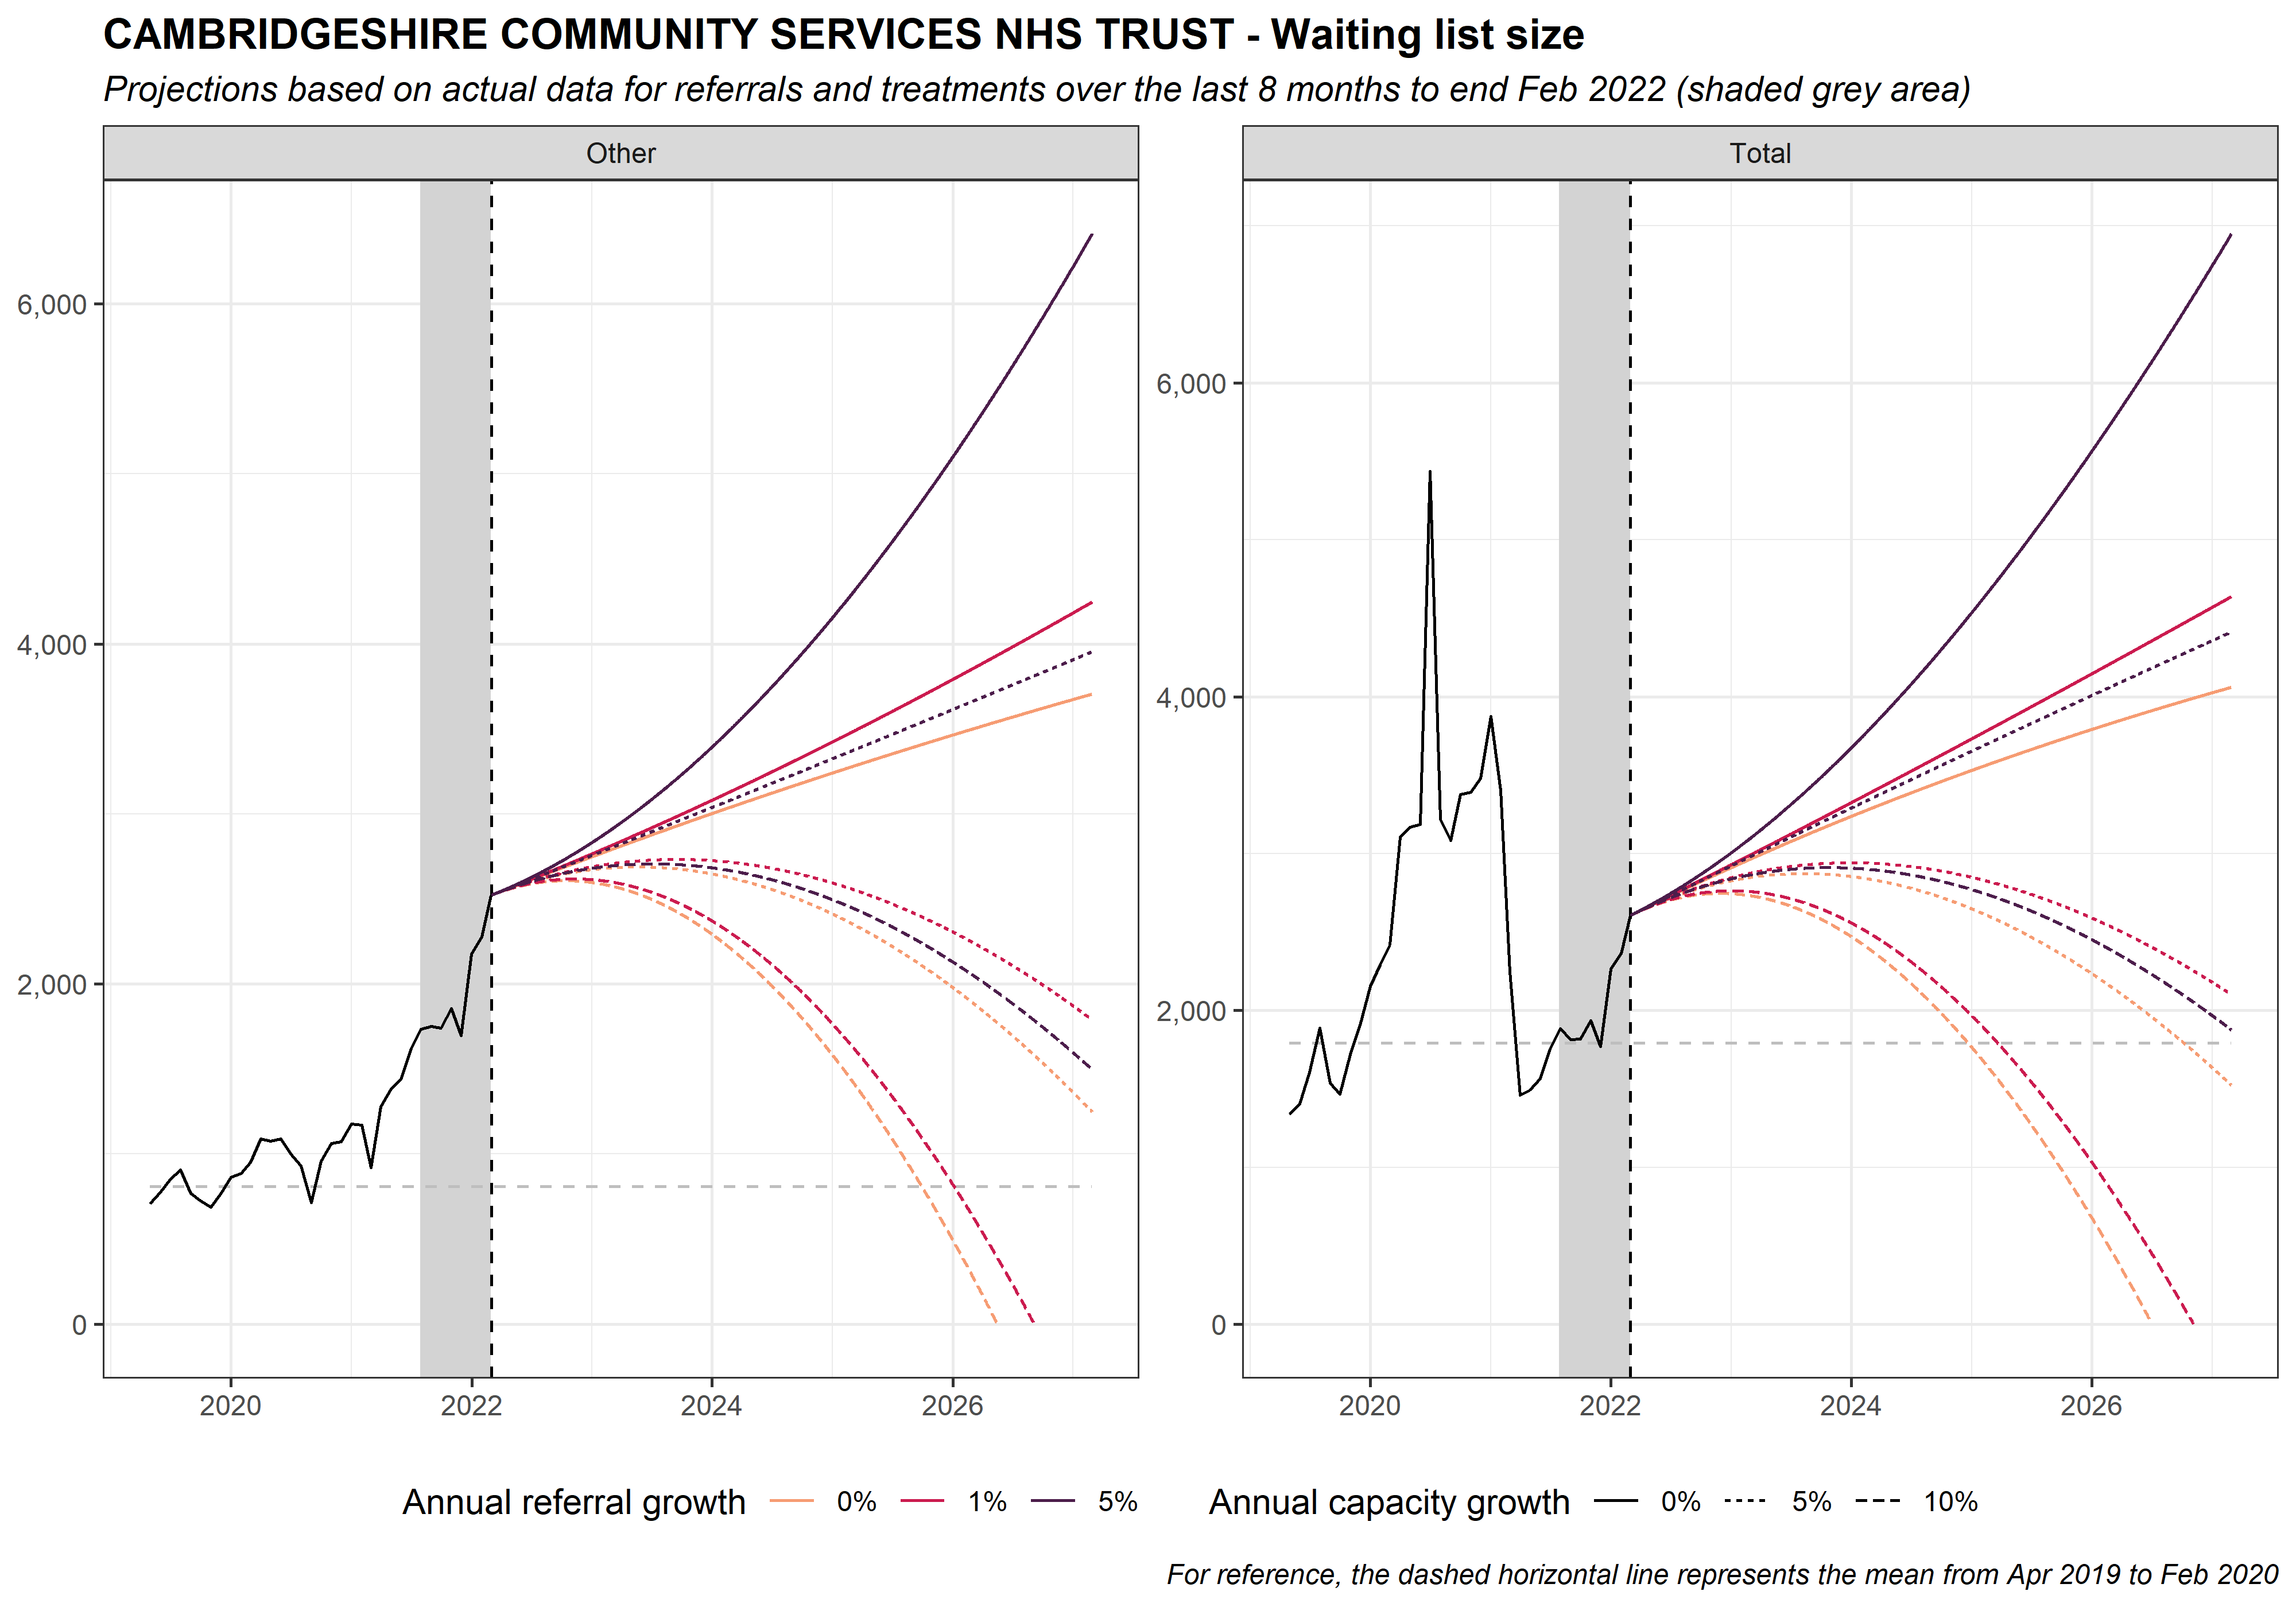 CAMBRIDGESHIRE COMMUNITY SERVICES NHS TRUST - Waiting list size
Projections based on actual data for referrals and treatments over the last 8 months to end Feb 2022 (shaded grey area)
Other
Total
6,000
4,000
2,000
0
6,000
4,000
2,000
0
2020 2022 2024 2026
2020 2022 2024 2026
Annual referral growth 0% 1% 5%
Annual capacity growth 0% 5% 10%
For reference, the dashed horizontal line represents the mean from Apr 2019 to Feb 2020